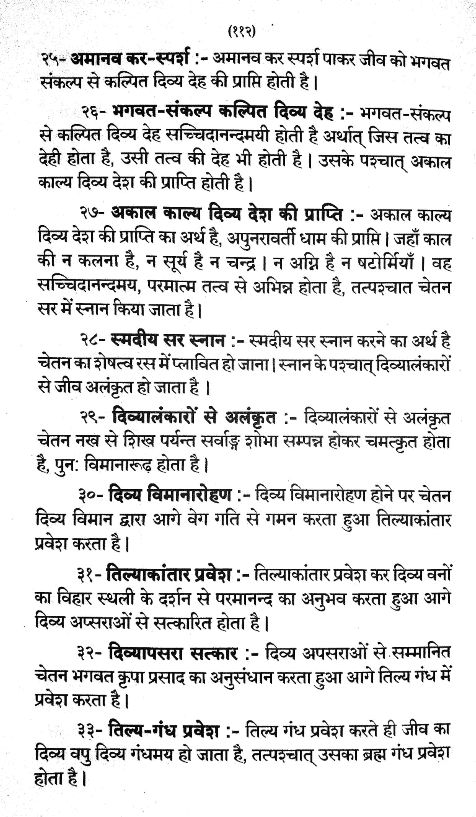 (११२)
२५- अमानव कर-स्पर्श :- अमानव कर स्पर्श पाकर जीव को भगवत
संकल्प से कल्पित दिव्य देह की प्राप्ति होती है।
२६- भगवत-संकल्प कल्पित दिव्य देह :- भगवत-संकल्प
से कल्पित दिव्य देह सच्चिदानन्दमयी होती है अर्थात् जिस तत्व का
देही होता है, उसी तत्व की देह भी होती है। उसके पश्चात् अकाल
काल्य दिव्य देश की प्राप्ति होती है।
२७- अकाल काल्य दिव्य देश की प्राप्ति :- अकाल काल्य
दिव्य देश की प्राप्ति का अर्थ है, अपुनरावर्ती धाम की प्राप्ति। जहाँ काल
की न कलना है, न सूर्य है न चन्द्र। न अग्नि है न षटोर्मियाँ। वह
सच्चिदानन्दमय, परमात्म तत्व से अभिन्न होता है, तत्पश्चात चेतन
सर में स्नान किया जाता है।
२८- स्मदीय सर स्नान :- स्मदीय सर स्नान करने का अर्थ है
चेतन का शेषत्व रस में प्लावित हो जाना। स्नान के पश्चात् दिव्यालंकारों
से जीव अलंकृत हो जाता है।
२९- दिव्यालंकारों से अलंकृत :- दिव्यालंकारों से अलंकृत
चेतन नख से शिख पर्यन्त सर्वाङ्ग शोभा सम्पन्न होकर चमत्कृत होता
है, पुन: विमानारूढ़ होता है।
३०- दिव्य विमानारोहण :- दिव्य विमानारोहण होने पर चेतन
दिव्य विमान द्वारा आगे वेग गति से गमन करता हुआ तिल्याकांतार
प्रवेश करता है।
३१- तिल्याकांतार प्रवेश :- तिल्याकांतार प्रवेश कर दिव्य वनों
का विहार स्थली के दर्शन से परमानन्द का अनुभव करता हुआ आगे
दिव्य अप्सराओं से सत्कारित होता है।
३२- दिव्यापसरा सत्कार :- दिव्य अपसराओं से सम्मानित
चेतन भगवत कृपा प्रसाद का अनुसंधान करता हुआ आगे तिल्य गंध में
प्रवेश करता है।
३३- तिल्य-गंध प्रवेश :- तिल्य गंध प्रवेश करते ही जीव का
दिव्य वपु दिव्य गंधमय हो जाता है, तत्पश्चात् उसका ब्रह्म गंध प्रवेश
होता है।